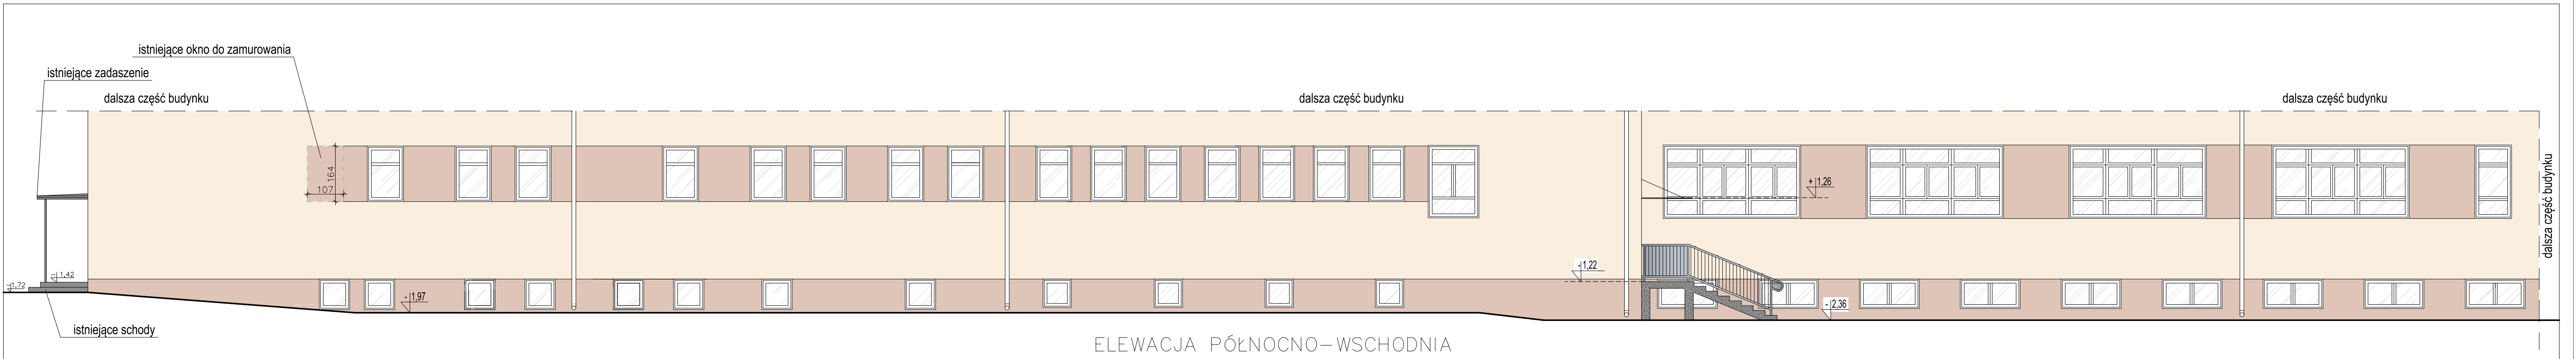 istniejące okno do zamurowania
istniejące zadaszenie
dalsza część budynku
dalsza część budynku
dalsza część budynku
dalsza część budynku
164
107
+ 1,26
- 1,42
- 1,72
- 1,22
- 1,97
- 2,36
istniejące schody
ELEWACJA PÓŁNOCNO-WSCHODNIA